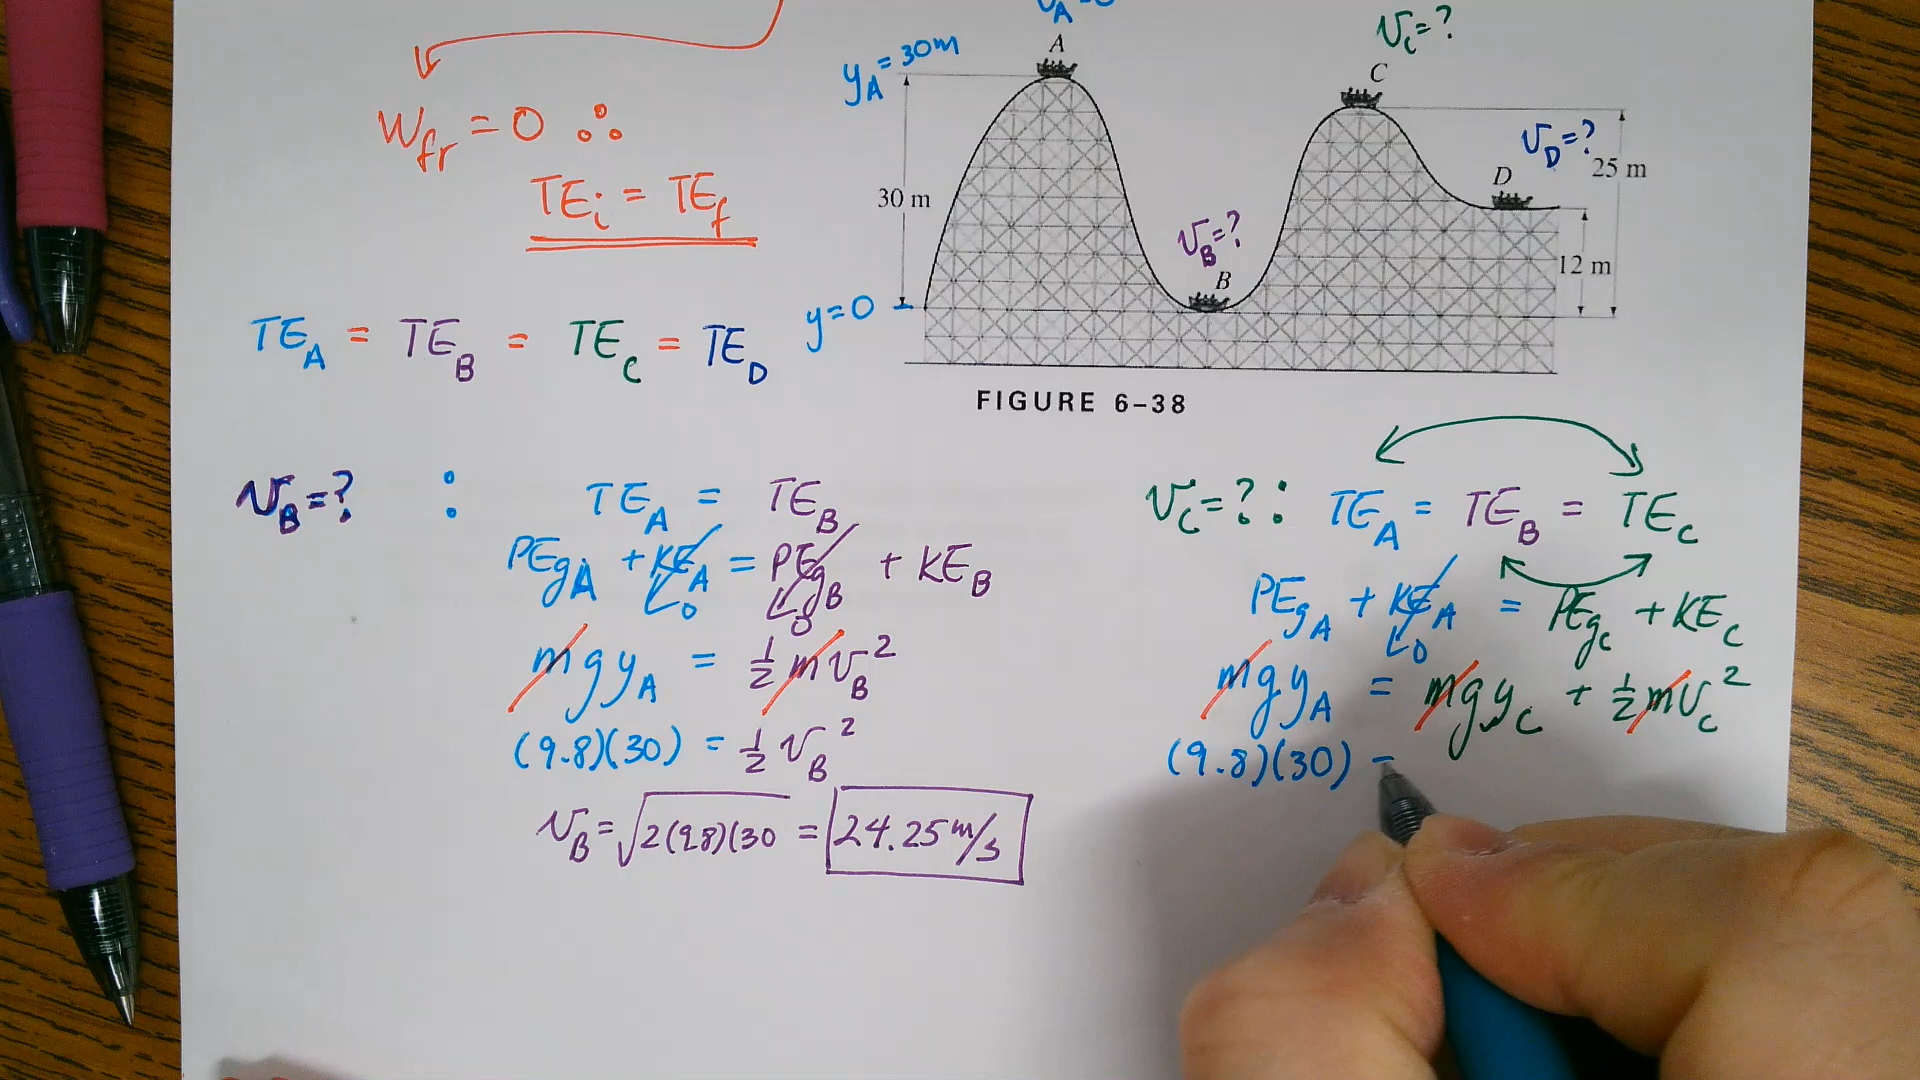 v_A = 0
v_C = ?
A
y_A = 30m
C
v_D = ?
W_fr = 0 ∴
25 m
D
TE_i = TE_f
30 m
v_B = ?
12 m
B
y = 0
TE_A = TE_B = TE_C = TE_D
FIGURE 6–38
v_B = ? :
TE_A = TE_B
PE_gA + KE_A = PE_gB + KE_B
0
0
mgy_A = ½mv_B²
(9.8)(30) = ½v_B²
v_B = √2(9.8)(30 = 24.25 m/s
v_C = ? : TE_A = TE_B = TE_C
PE_gA + KE_A = PE_gC + KE_C
0
mgy_A = mgy_C + ½mv_C²
(9.8)(30) =